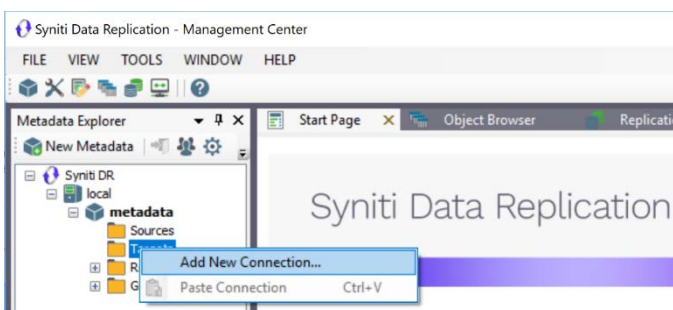 Syniti Data Replication - Management Center
FILE VIEW TOOLS WINDOW HELP
Metadata Explorer
Start Page
Object Browser
New Metadata
Syniti DR
local
metadata
Sources
Syniti Data Replication
Add New Connection...
Paste Connection Ctrl+V